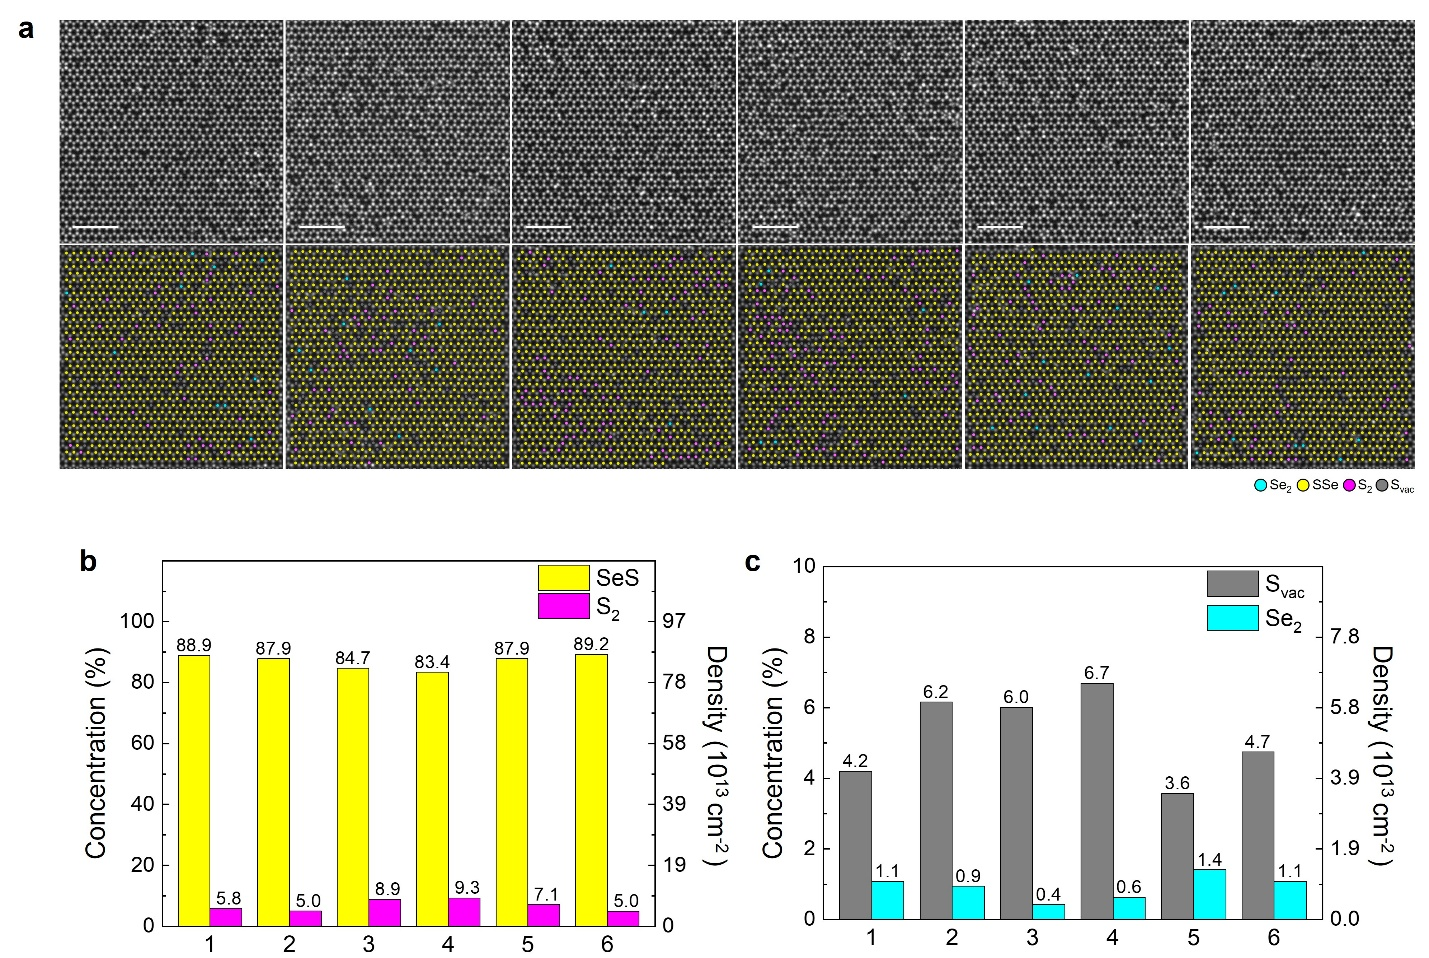 a
Se2 SSe S2 Svac
b
SeS
S2
Concentration (%)
100
80
60
40
20
0
88.9 87.9 84.7 83.4 87.9 89.2
5.8 5.0 8.9 9.3 7.1 5.0
97
78
58
39
19
0
Density (10^13 cm^-2)
1 2 3 4 5 6
c
Svac
Se2
Concentration (%)
10
8
6
4
2
0
4.2 6.2 6.0 6.7 3.6 4.7
1.1 0.9 0.4 0.6 1.4 1.1
7.8
5.8
3.9
1.9
0.0
Density (10^13 cm^-2)
1 2 3 4 5 6